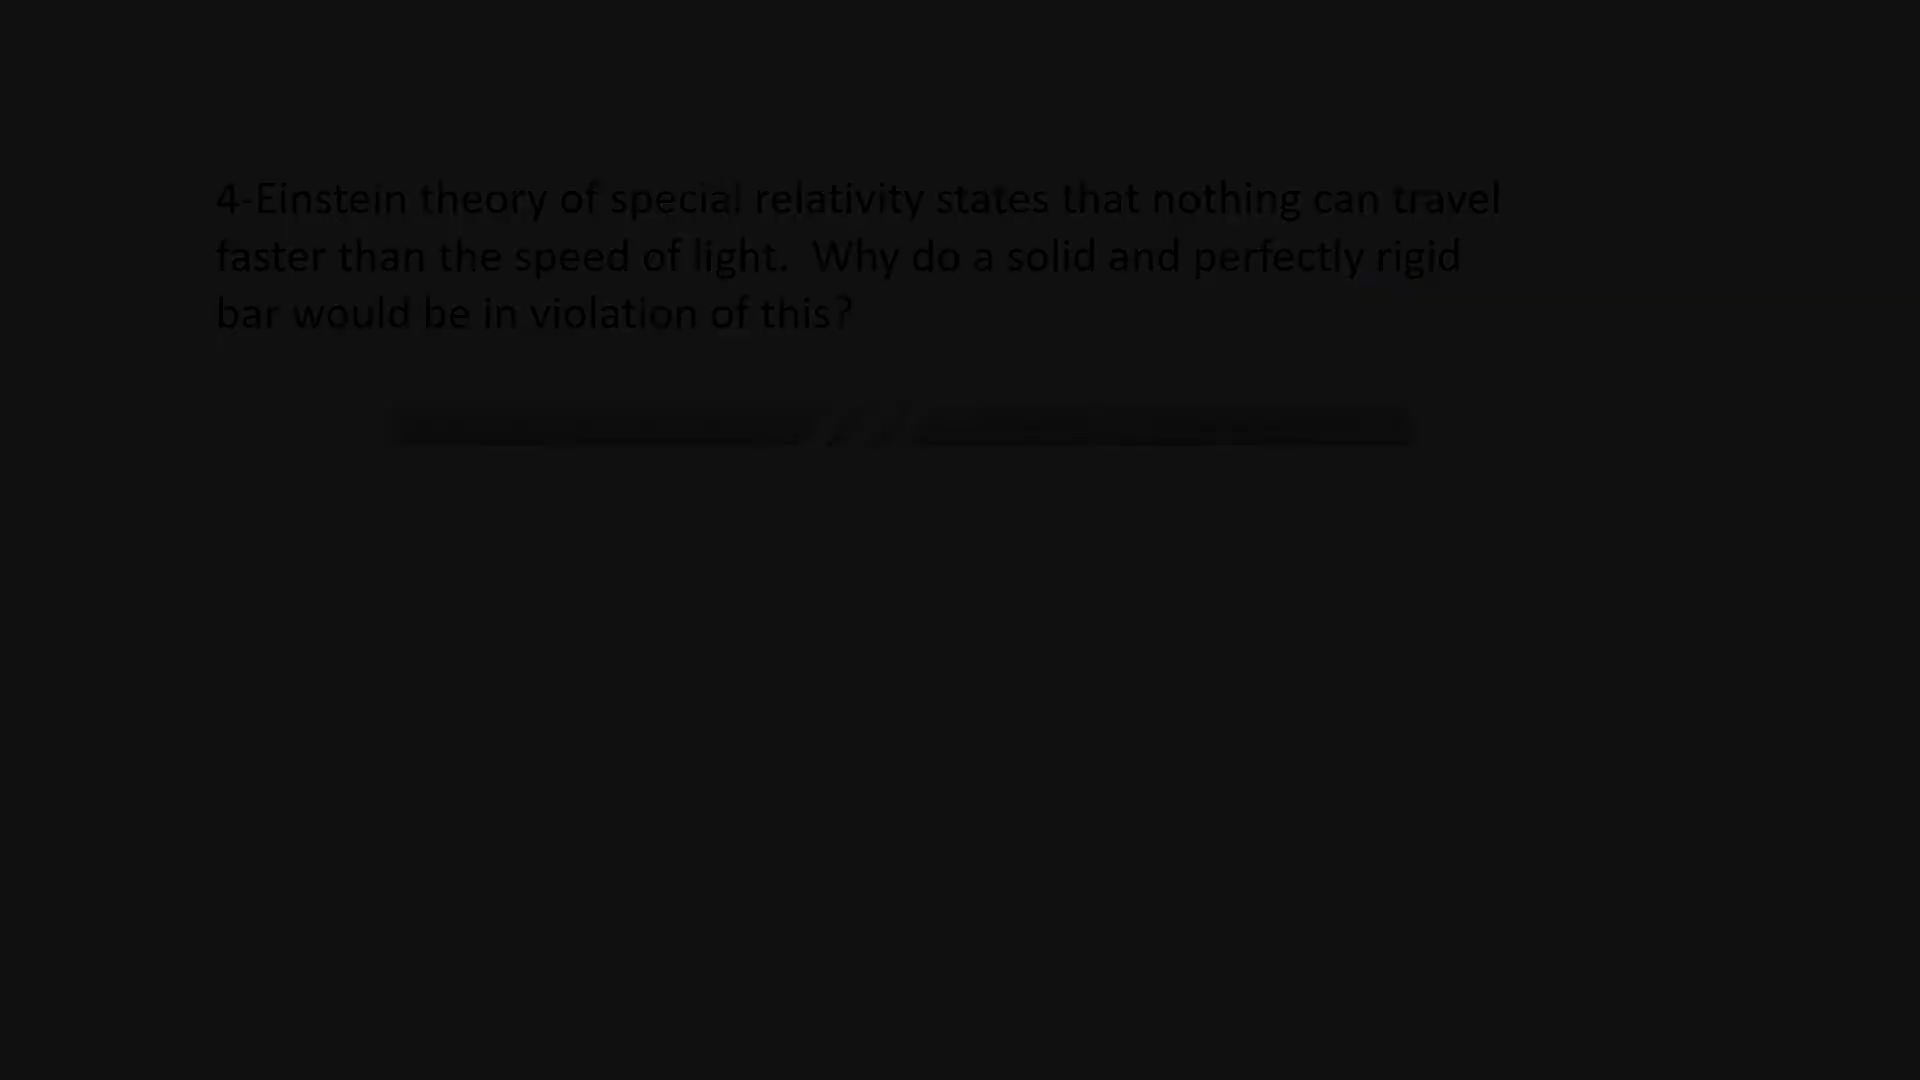 4-Einstein theory of special relativity states that nothing can travel
faster than the speed of light.  Why do a solid and perfectly rigid
bar would be in violation of this?